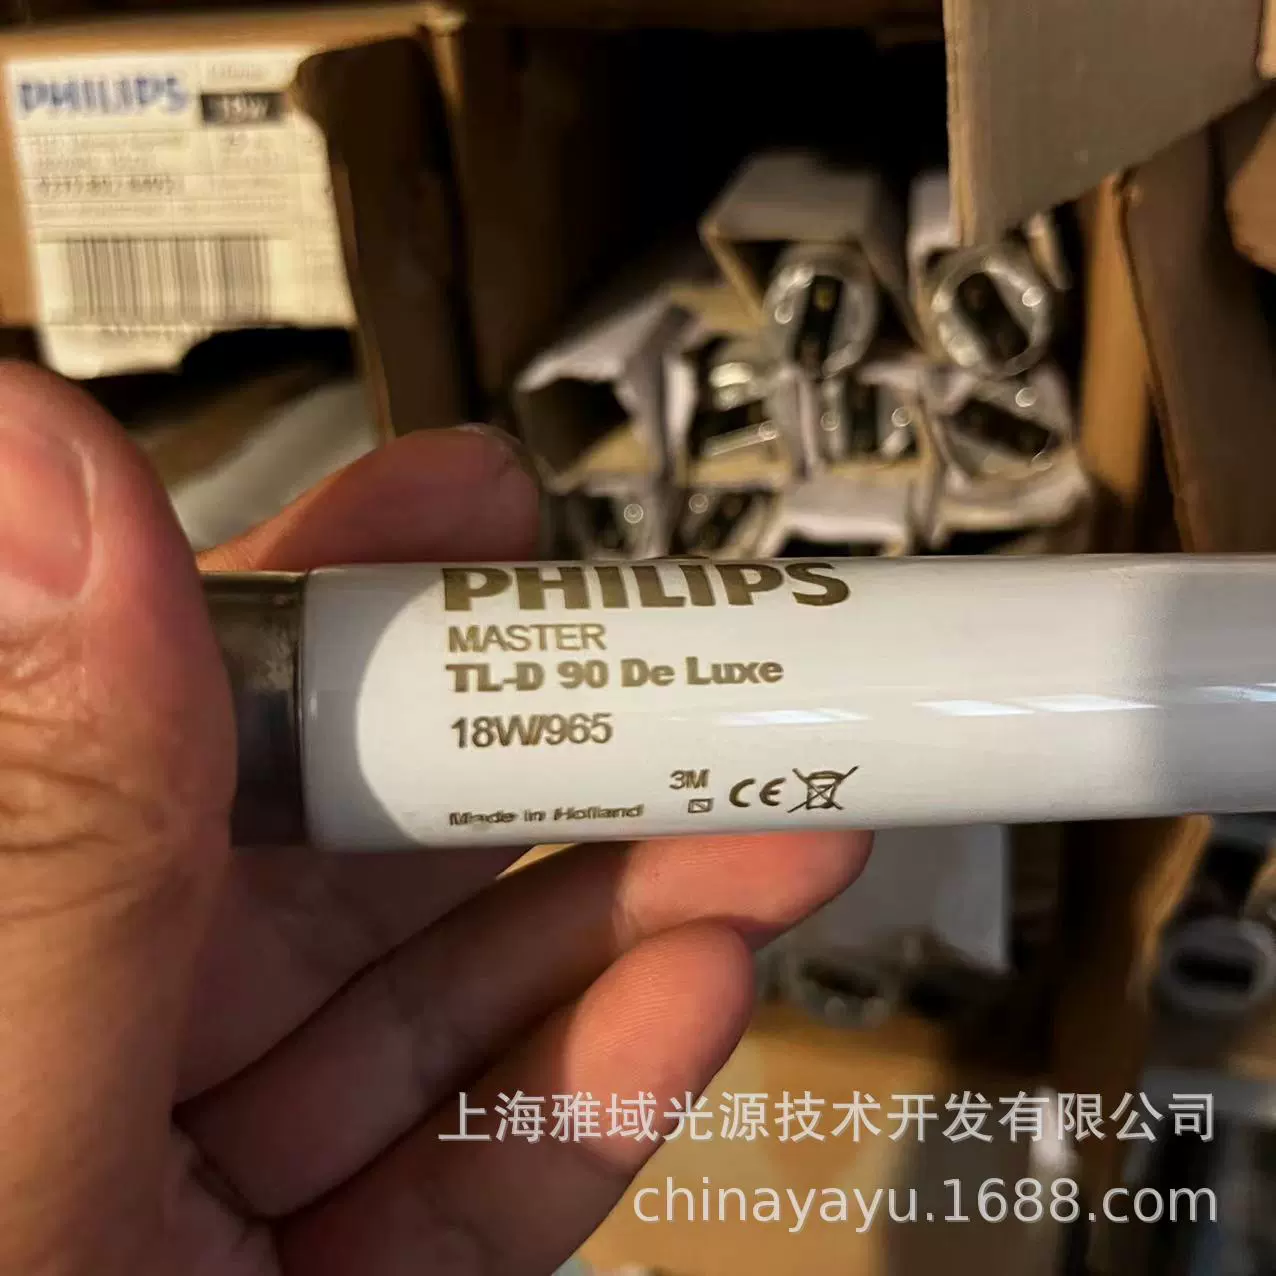 PHILIPS
18W
PHILIPS
MASTER
TL-D 90 De Luxe
18W/965
3M
CE
Made in Holland
上海雅域光源技术开发有限公司
chinayayu.1688.com